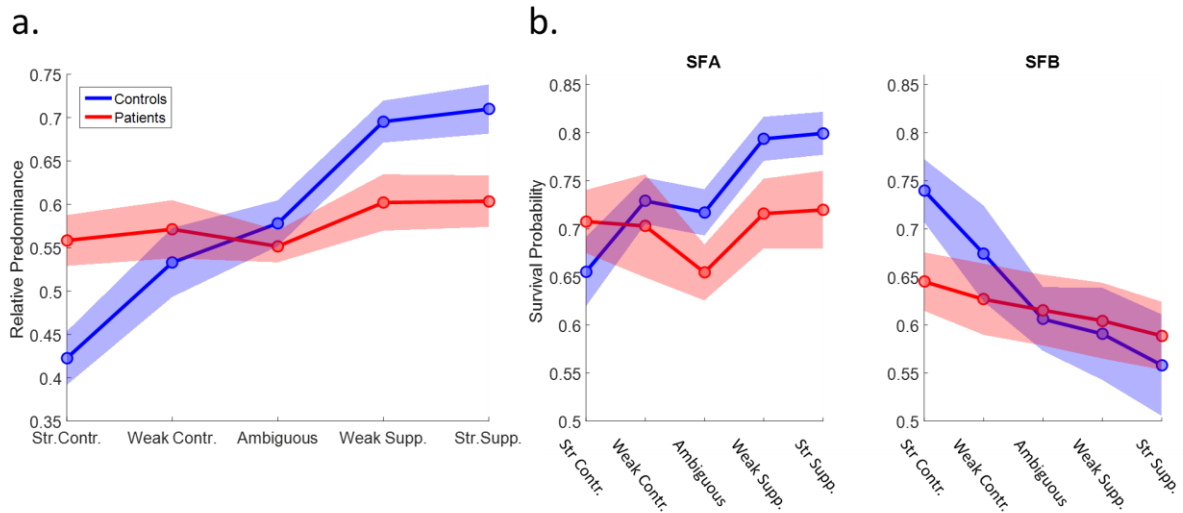 a.
Relative Predominance
0.75
0.7
0.65
0.6
0.55
0.5
0.45
0.4
0.35
Controls
Patients
Str.Contr.
Weak Contr.
Ambiguous
Weak Supp.
Str.Supp.
b.
SFA
Survival Probability
0.85
0.8
0.75
0.7
0.65
0.6
0.55
0.5
Str Contr.
Weak Contr.
Ambiguous
Weak Supp.
Str Supp.
SFB
0.85
0.8
0.75
0.7
0.65
0.6
0.55
0.5
Str Contr.
Weak Contr.
Ambiguous
Weak Supp.
Str Supp.